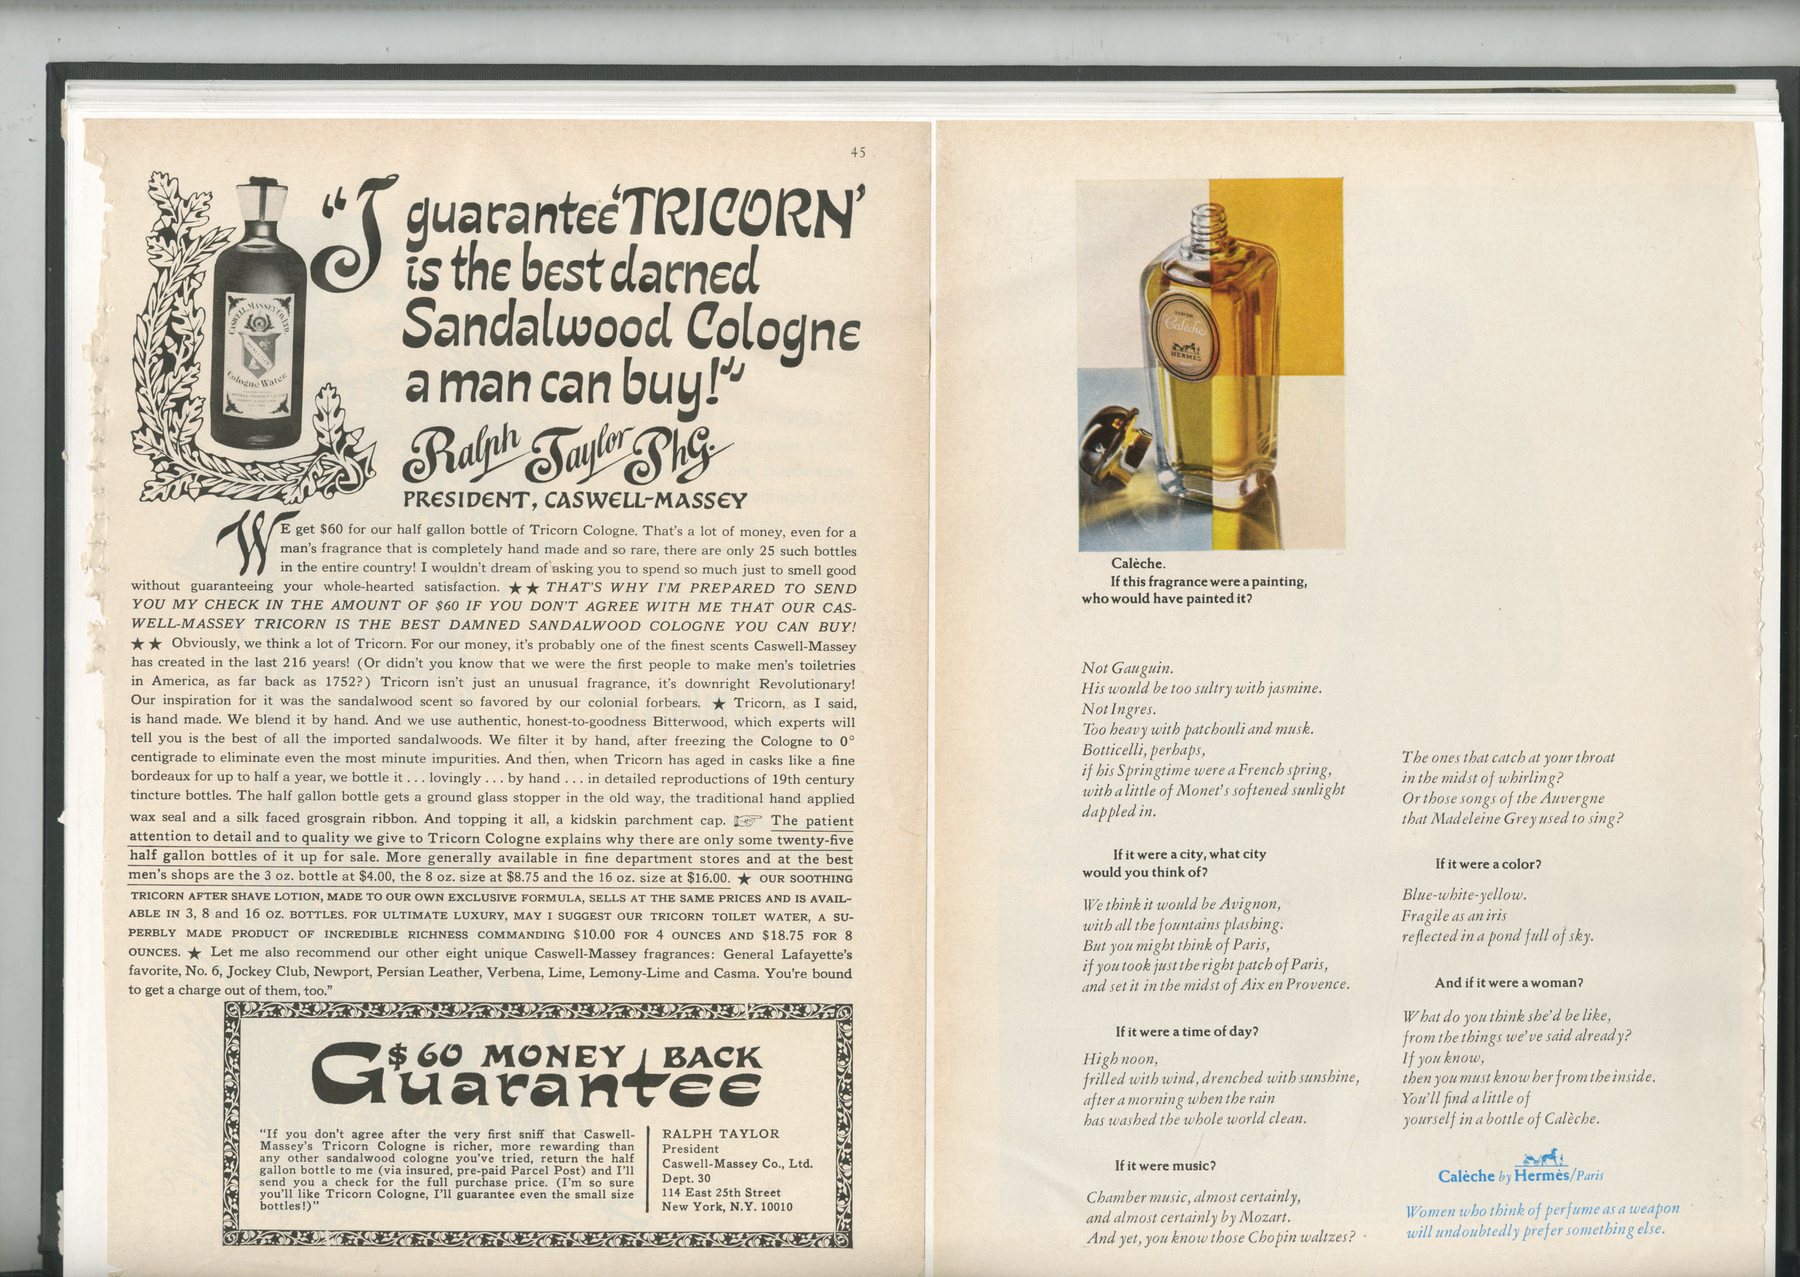 45
“I guarantee ‘TRICORN’
is the best darned
Sandalwood Cologne
a man can buy!”
Ralph Taylor PhG.
PRESIDENT, CASWELL-MASSEY
CASWELL-MASSEY CO. LTD.
Cologne Water
WE get $60 for our half gallon bottle of Tricorn Cologne. That's a lot of money, even for a
man's fragrance that is completely hand made and so rare, there are only 25 such bottles
in the entire country! I wouldn't dream of asking you to spend so much just to smell good
without guaranteeing your whole-hearted satisfaction. ★★ THAT'S WHY I'M PREPARED TO SEND
YOU MY CHECK IN THE AMOUNT OF $60 IF YOU DON'T AGREE WITH ME THAT OUR CAS-
WELL-MASSEY TRICORN IS THE BEST DAMNED SANDALWOOD COLOGNE YOU CAN BUY!
★★ Obviously, we think a lot of Tricorn. For our money, it's probably one of the finest scents Caswell-Massey
has created in the last 216 years! (Or didn't you know that we were the first people to make men's toiletries
in America, as far back as 1752?) Tricorn isn't just an unusual fragrance, it's downright Revolutionary!
Our inspiration for it was the sandalwood scent so favored by our colonial forbears. ★ Tricorn, as I said,
is hand made. We blend it by hand. And we use authentic, honest-to-goodness Bitterwood, which experts will
tell you is the best of all the imported sandalwoods. We filter it by hand, after freezing the Cologne to 0°
centigrade to eliminate even the most minute impurities. And then, when Tricorn has aged in casks like a fine
bordeaux for up to half a year, we bottle it . . . lovingly . . . by hand . . . in detailed reproductions of 19th century
tincture bottles. The half gallon bottle gets a ground glass stopper in the old way, the traditional hand applied
wax seal and a silk faced grosgrain ribbon. And topping it all, a kidskin parchment cap. ☞ The patient
attention to detail and to quality we give to Tricorn Cologne explains why there are only some twenty-five
half gallon bottles of it up for sale. More generally available in fine department stores and at the best
men's shops are the 3 oz. bottle at $4.00, the 8 oz. size at $8.75 and the 16 oz. size at $16.00. ★ OUR SOOTHING
TRICORN AFTER SHAVE LOTION, MADE TO OUR OWN EXCLUSIVE FORMULA, SELLS AT THE SAME PRICES AND IS AVAIL-
ABLE IN 3, 8 and 16 OZ. BOTTLES. FOR ULTIMATE LUXURY, MAY I SUGGEST OUR TRICORN TOILET WATER, A SU-
PERBLY MADE PRODUCT OF INCREDIBLE RICHNESS COMMANDING $10.00 FOR 4 OUNCES AND $18.75 FOR 8
OUNCES. ★ Let me also recommend our other eight unique Caswell-Massey fragrances: General Lafayette's
favorite, No. 6, Jockey Club, Newport, Persian Leather, Verbena, Lime, Lemony-Lime and Casma. You're bound
to get a charge out of them, too.”
$60 MONEY BACK
Guarantee
“If you don't agree after the very first sniff that Caswell-
Massey's Tricorn Cologne is richer, more rewarding than
any other sandalwood cologne you've tried, return the half
gallon bottle to me (via insured, pre-paid Parcel Post) and I'll
send you a check for the full purchase price. (I'm so sure
you'll like Tricorn Cologne, I'll guarantee even the small size
bottles!)”
RALPH TAYLOR
President
Caswell-Massey Co., Ltd.
Dept. 30
114 East 25th Street
New York, N.Y. 10010
Calèche
HERMÈS
PARIS
Calèche.
If this fragrance were a painting,
who would have painted it?
Not Gauguin.
His would be too sultry with jasmine.
Not Ingres.
Too heavy with patchouli and musk.
Botticelli, perhaps,
if his Springtime were a French spring,
with a little of Monet's softened sunlight
dappled in.
If it were a city, what city
would you think of?
We think it would be Avignon,
with all the fountains plashing.
But you might think of Paris,
if you took just the right patch of Paris,
and set it in the midst of Aix en Provence.
If it were a time of day?
High noon,
frilled with wind, drenched with sunshine,
after a morning when the rain
has washed the whole world clean.
If it were music?
Chamber music, almost certainly,
and almost certainly by Mozart.
And yet, you know those Chopin waltzes?
The ones that catch at your throat
in the midst of whirling?
Or those songs of the Auvergne
that Madeleine Grey used to sing?
If it were a color?
Blue-white-yellow.
Fragile as an iris
reflected in a pond full of sky.
And if it were a woman?
What do you think she'd be like,
from the things we've said already?
If you know,
then you must know her from the inside.
You'll find a little of
yourself in a bottle of Calèche.
Calèche by Hermès/Paris
Women who think of perfume as a weapon
will undoubtedly prefer something else.